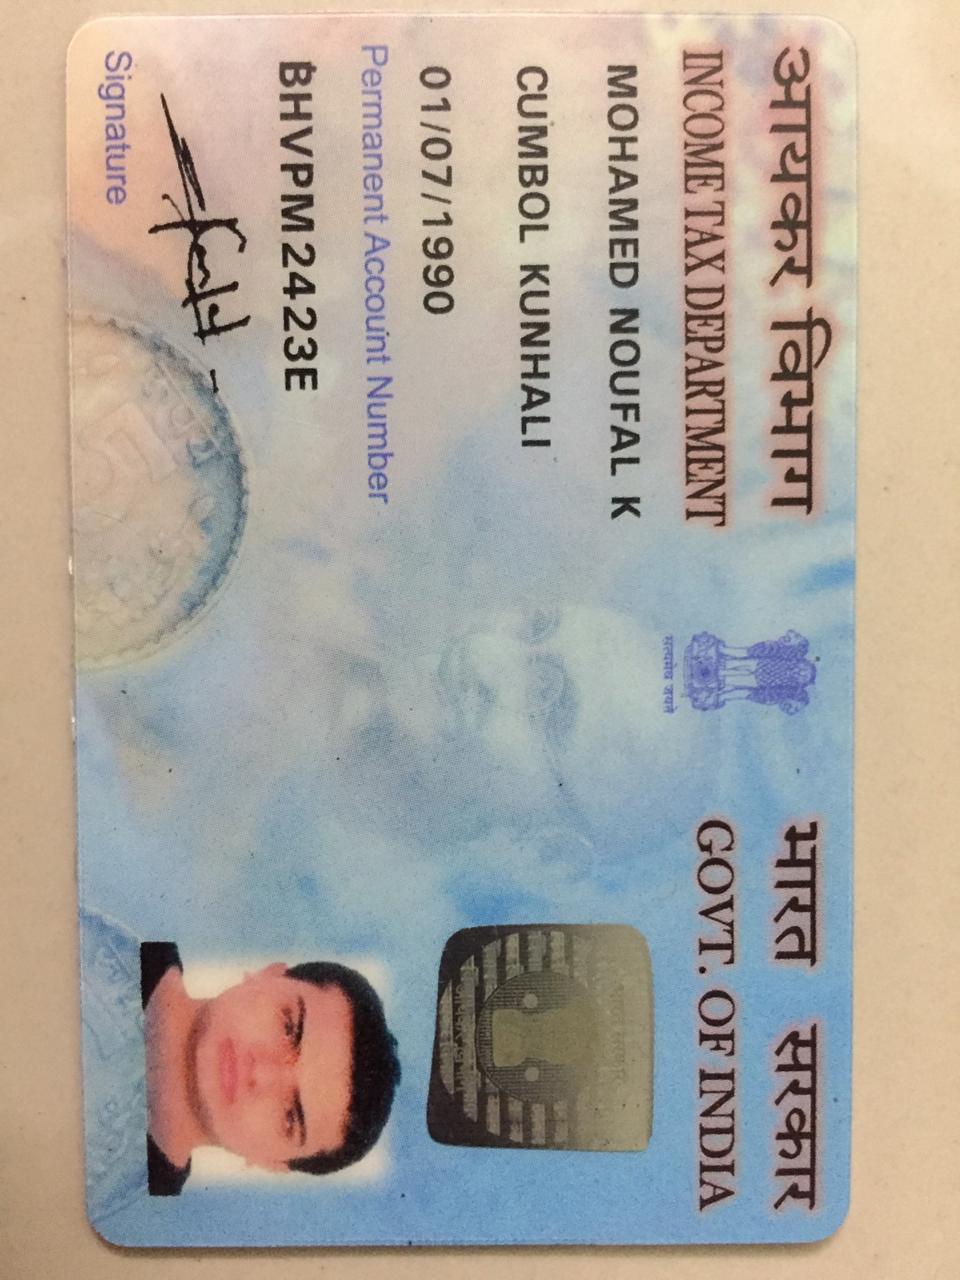 आयकर विभाग
INCOME TAX DEPARTMENT
सत्यमेव जयते
भारत सरकार
GOVT. OF INDIA
MOHAMED NOUFAL K
CUMBOL KUNHALI
01/07/1990
Permanent Account Number
BHVPM2423E
Signature